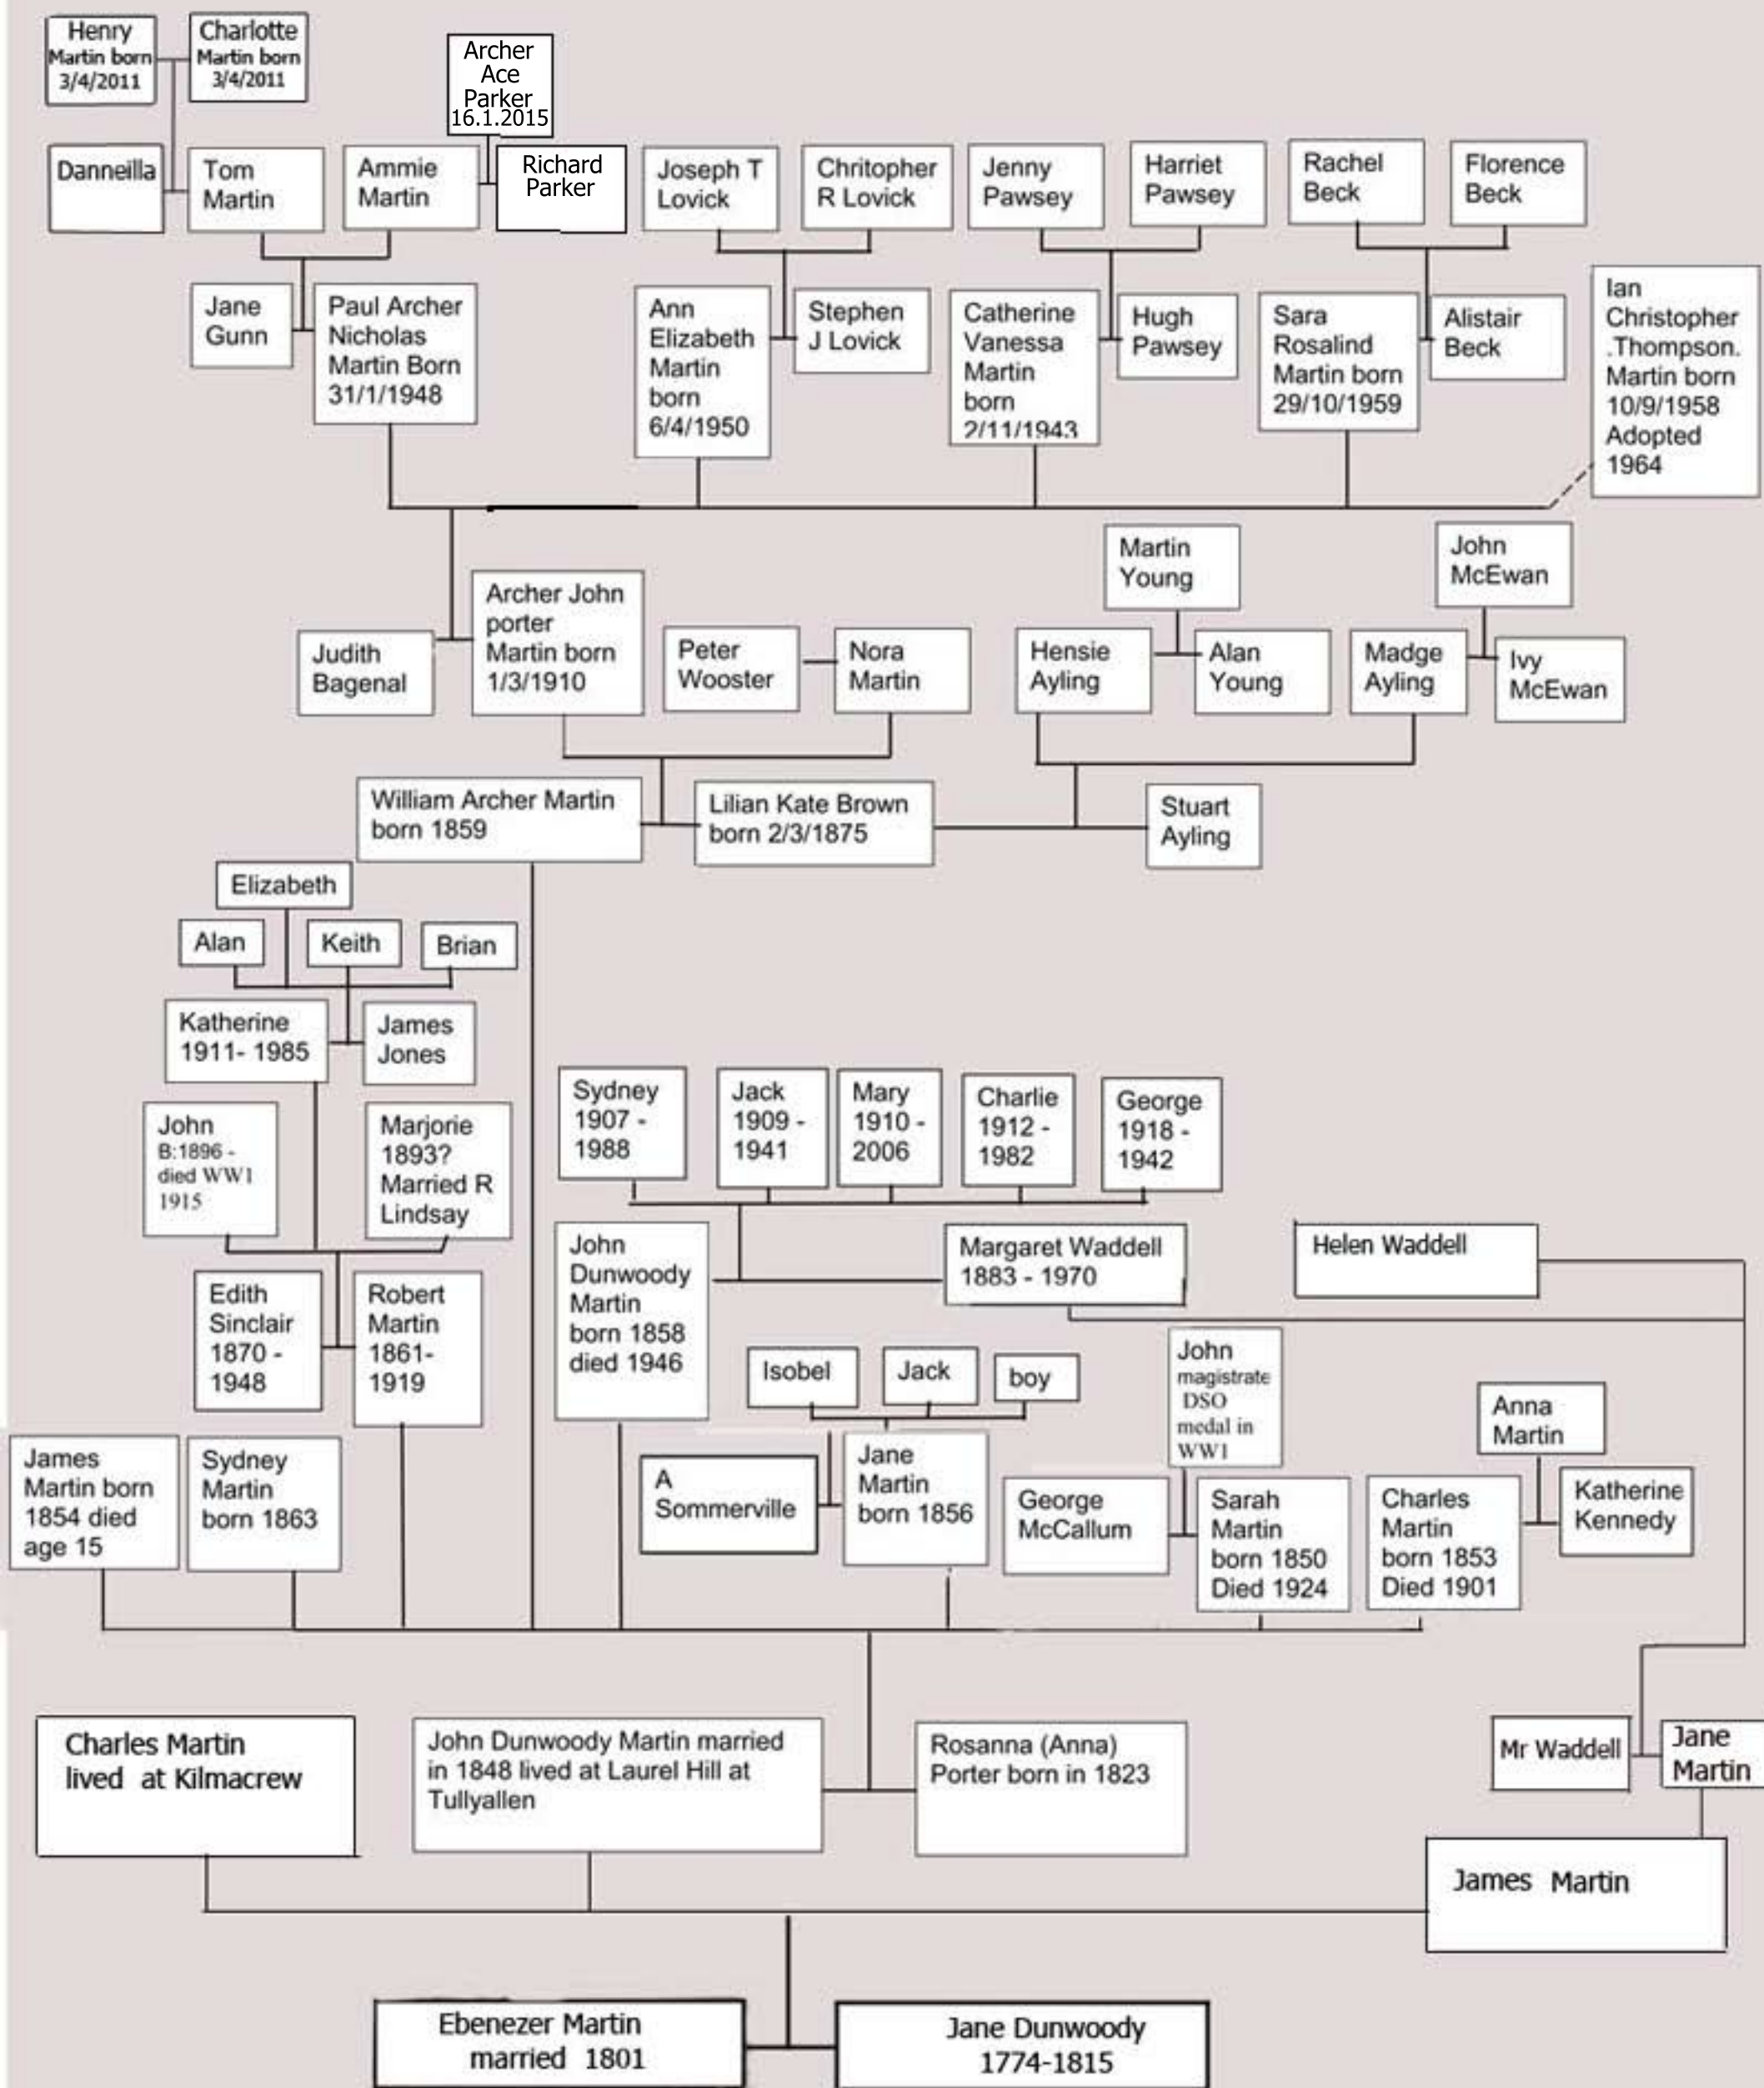 Henry
Martin born
3/4/2011
Charlotte
Martin born
3/4/2011
Archer
Ace
Parker
16.1.2015
Danneilla
Tom
Martin
Ammie
Martin
Richard
Parker
Joseph T
Lovick
Chritopher
R Lovick
Jenny
Pawsey
Harriet
Pawsey
Rachel
Beck
Florence
Beck
Jane
Gunn
Paul Archer
Nicholas
Martin Born
31/1/1948
Ann
Elizabeth
Martin
born
6/4/1950
Stephen
J Lovick
Catherine
Vanessa
Martin
born
2/11/1943
Hugh
Pawsey
Sara
Rosalind
Martin born
29/10/1959
Alistair
Beck
Ian
Christopher
.Thompson.
Martin born
10/9/1958
Adopted
1964
Martin
Young
John
McEwan
Judith
Bagenal
Archer John
porter
Martin born
1/3/1910
Peter
Wooster
Nora
Martin
Hensie
Ayling
Alan
Young
Madge
Ayling
Ivy
McEwan
William Archer Martin
born 1859
Lilian Kate Brown
born 2/3/1875
Stuart
Ayling
Elizabeth
Alan
Keith
Brian
Katherine
1911- 1985
James
Jones
John
B:1896 -
died WW1
1915
Marjorie
1893?
Married R
Lindsay
Sydney
1907 -
1988
Jack
1909 -
1941
Mary
1910 -
2006
Charlie
1912 -
1982
George
1918 -
1942
Edith
Sinclair
1870 -
1948
Robert
Martin
1861-
1919
John
Dunwoody
Martin
born 1858
died 1946
Margaret Waddell
1883 - 1970
Helen Waddell
Isobel
Jack
boy
John
magistrate
DSO
medal in
WW1
Anna
Martin
James
Martin born
1854 died
age 15
Sydney
Martin
born 1863
A
Sommerville
Jane
Martin
born 1856
George
McCallum
Sarah
Martin
born 1850
Died 1924
Charles
Martin
born 1853
Died 1901
Katherine
Kennedy
Charles Martin
lived at Kilmacrew
John Dunwoody Martin married
in 1848 lived at Laurel Hill at
Tullyallen
Rosanna (Anna)
Porter born in 1823
Mr Waddell
Jane
Martin
James Martin
Ebenezer Martin
married 1801
Jane Dunwoody
1774-1815